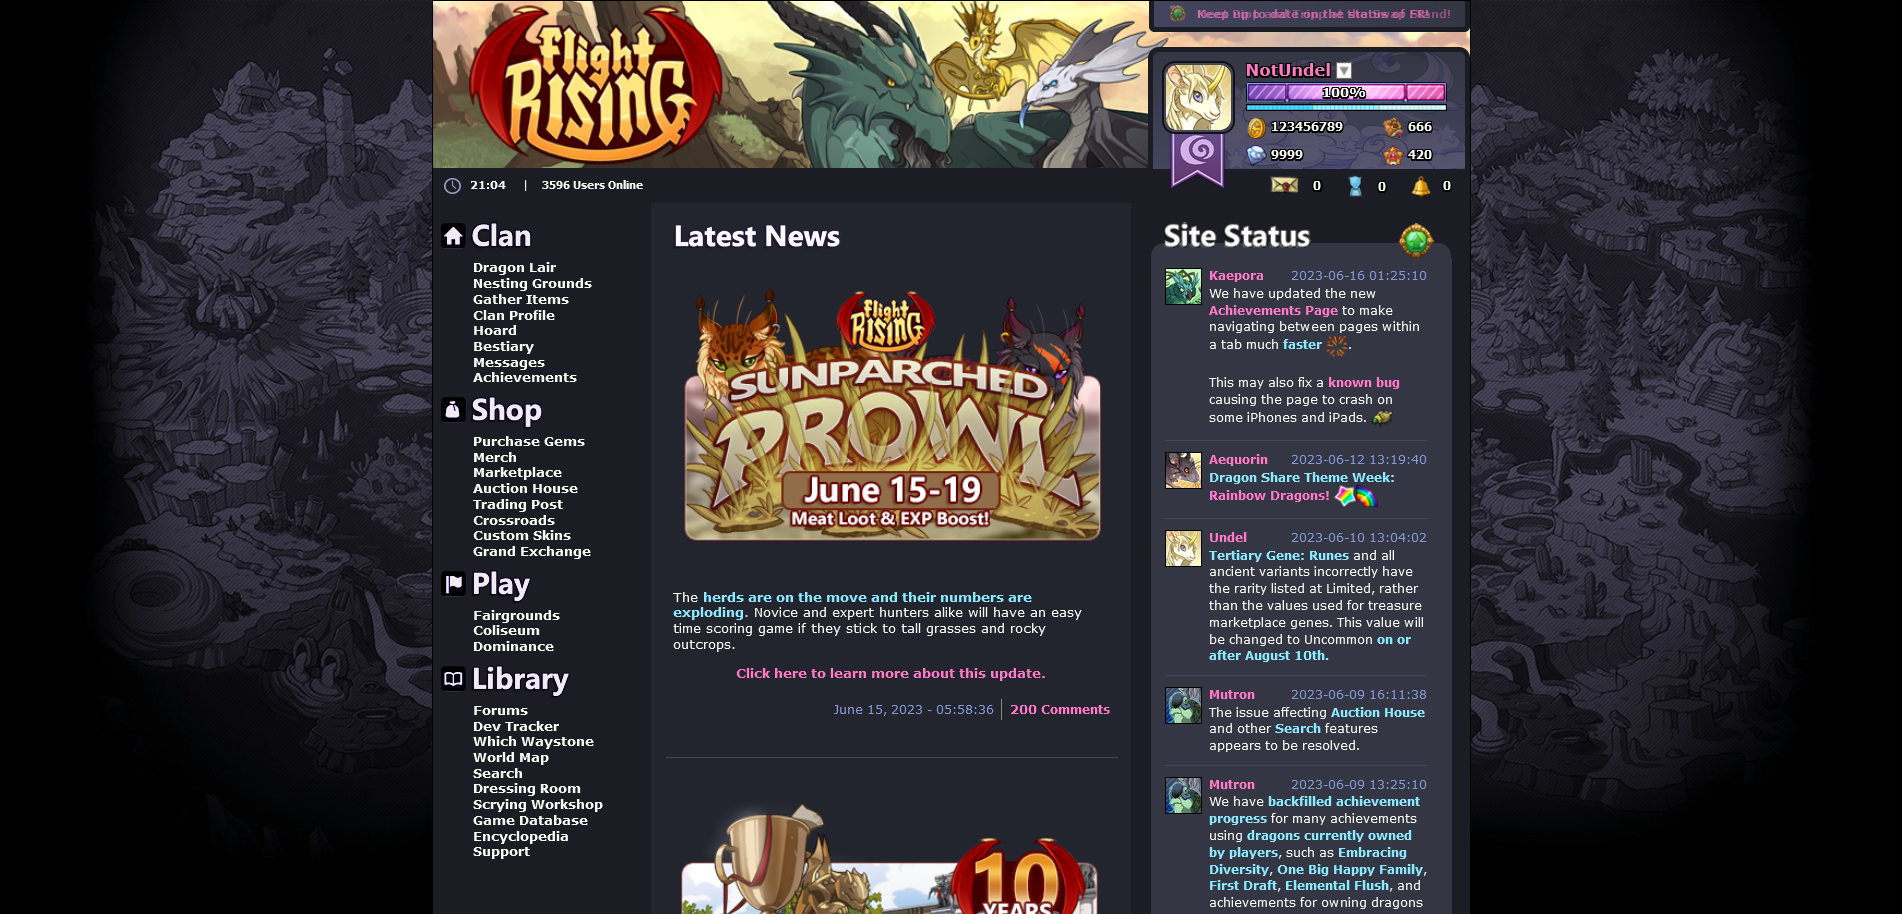 Flight
Rising
NotUndel
100%
123456789
666
9999
420
21:04 | 3596 Users Online
0
0
0
Clan
Dragon Lair
Nesting Grounds
Gather Items
Clan Profile
Hoard
Bestiary
Messages
Achievements
Shop
Purchase Gems
Merch
Marketplace
Auction House
Trading Post
Crossroads
Custom Skins
Grand Exchange
Play
Fairgrounds
Coliseum
Dominance
Library
Forums
Dev Tracker
Which Waystone
World Map
Search
Dressing Room
Scrying Workshop
Game Database
Encyclopedia
Support
Latest News
Flight
Rising
SUNPARCHED
PROWL
June 15-19
Meat Loot & EXP Boost!
The herds are on the move and their numbers are
exploding. Novice and expert hunters alike will have an easy
time scoring game if they stick to tall grasses and rocky
outcrops.
Click here to learn more about this update.
June 15, 2023 - 05:58:36 | 200 Comments
10
YEARS
Site Status
Kaepora 2023-06-16 01:25:10
We have updated the new
Achievements Page to make
navigating between pages within
a tab much faster .
This may also fix a known bug
causing the page to crash on
some iPhones and iPads.
Aequorin 2023-06-12 13:19:40
Dragon Share Theme Week:
Rainbow Dragons!
Undel 2023-06-10 13:04:02
Tertiary Gene: Runes and all
ancient variants incorrectly have
the rarity listed at Limited, rather
than the values used for treasure
marketplace genes. This value will
be changed to Uncommon on or
after August 10th.
Mutron 2023-06-09 16:11:38
The issue affecting Auction House
and other Search features
appears to be resolved.
Mutron 2023-06-09 13:25:10
We have backfilled achievement
progress for many achievements
using dragons currently owned
by players, such as Embracing
Diversity, One Big Happy Family,
First Draft, Elemental Flush, and
achievements for owning dragons